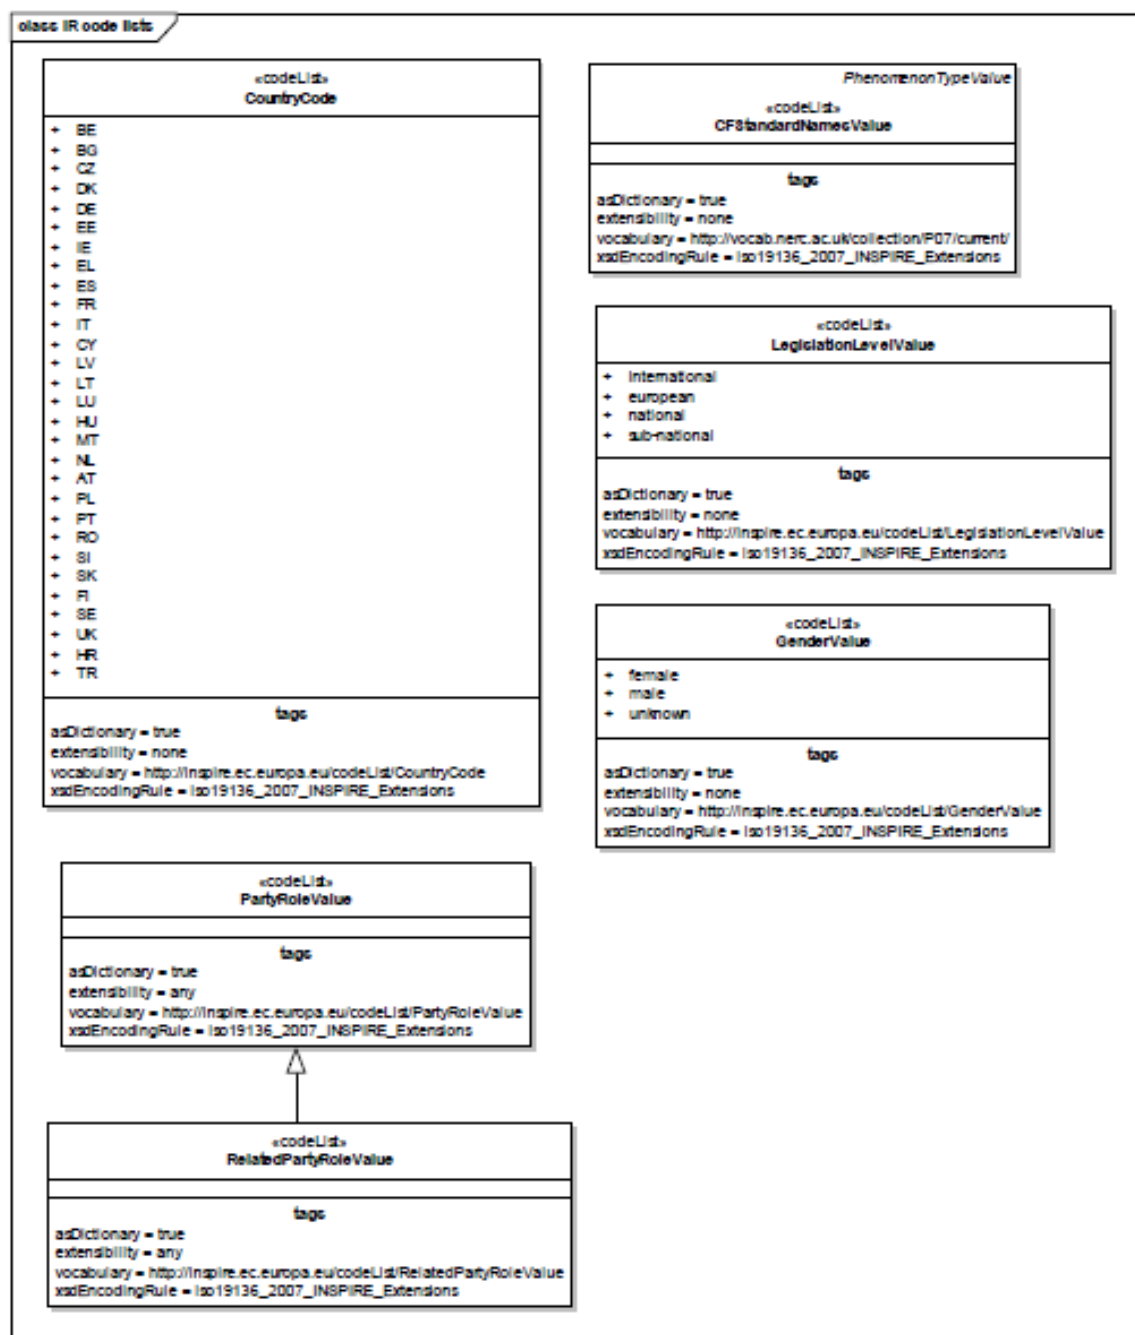 class IR code lists
«codeList»
CountryCode
+ BE
+ BG
+ CZ
+ DK
+ DE
+ EE
+ IE
+ EL
+ ES
+ FR
+ IT
+ CY
+ LV
+ LT
+ LU
+ HU
+ MT
+ NL
+ AT
+ PL
+ PT
+ RO
+ SI
+ SK
+ FI
+ SE
+ UK
+ HR
+ TR
tags
asDictionary = true
extensibility = none
vocabulary = http://inspire.ec.europa.eu/codeList/CountryCode
xsdEncodingRule = iso19136_2007_INSPIRE_Extensions
PhenomenonTypeValue
«codeList»
CFStandardNamesValue
tags
asDictionary = true
extensibility = none
vocabulary = http://vocab.nerc.ac.uk/collection/P07/current/
xsdEncodingRule = iso19136_2007_INSPIRE_Extensions
«codeList»
LegislationLevelValue
+ international
+ european
+ national
+ sub-national
tags
asDictionary = true
extensibility = none
vocabulary = http://inspire.ec.europa.eu/codeList/LegislationLevelValue
xsdEncodingRule = iso19136_2007_INSPIRE_Extensions
«codeList»
GenderValue
+ female
+ male
+ unknown
tags
asDictionary = true
extensibility = none
vocabulary = http://inspire.ec.europa.eu/codeList/GenderValue
xsdEncodingRule = iso19136_2007_INSPIRE_Extensions
«codeList»
PartyRoleValue
tags
asDictionary = true
extensibility = any
vocabulary = http://inspire.ec.europa.eu/codeList/PartyRoleValue
xsdEncodingRule = iso19136_2007_INSPIRE_Extensions
«codeList»
RelatedPartyRoleValue
tags
asDictionary = true
extensibility = any
vocabulary = http://inspire.ec.europa.eu/codeList/RelatedPartyRoleValue
xsdEncodingRule = iso19136_2007_INSPIRE_Extensions